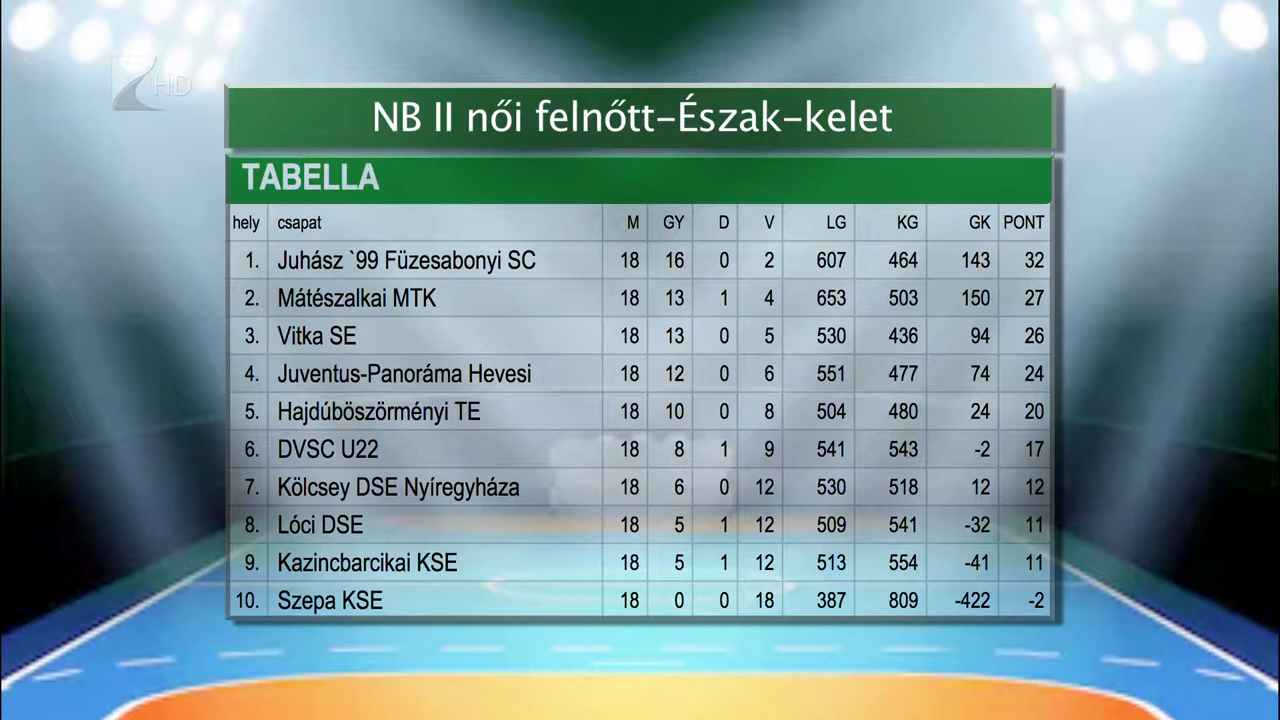 HD
NB II női felnőtt-Észak-kelet
TABELLA
hely csapat M GY D V LG KG GK PONT
1. Juhász `99 Füzesabonyi SC 18 16 0 2 607 464 143 32
2. Mátészalkai MTK 18 13 1 4 653 503 150 27
3. Vitka SE 18 13 0 5 530 436 94 26
4. Juventus-Panoráma Hevesi 18 12 0 6 551 477 74 24
5. Hajdúböszörményi TE 18 10 0 8 504 480 24 20
6. DVSC U22 18 8 1 9 541 543 -2 17
7. Kölcsey DSE Nyíregyháza 18 6 0 12 530 518 12 12
8. Lóci DSE 18 5 1 12 509 541 -32 11
9. Kazincbarcikai KSE 18 5 1 12 513 554 -41 11
10. Szepa KSE 18 0 0 18 387 809 -422 -2